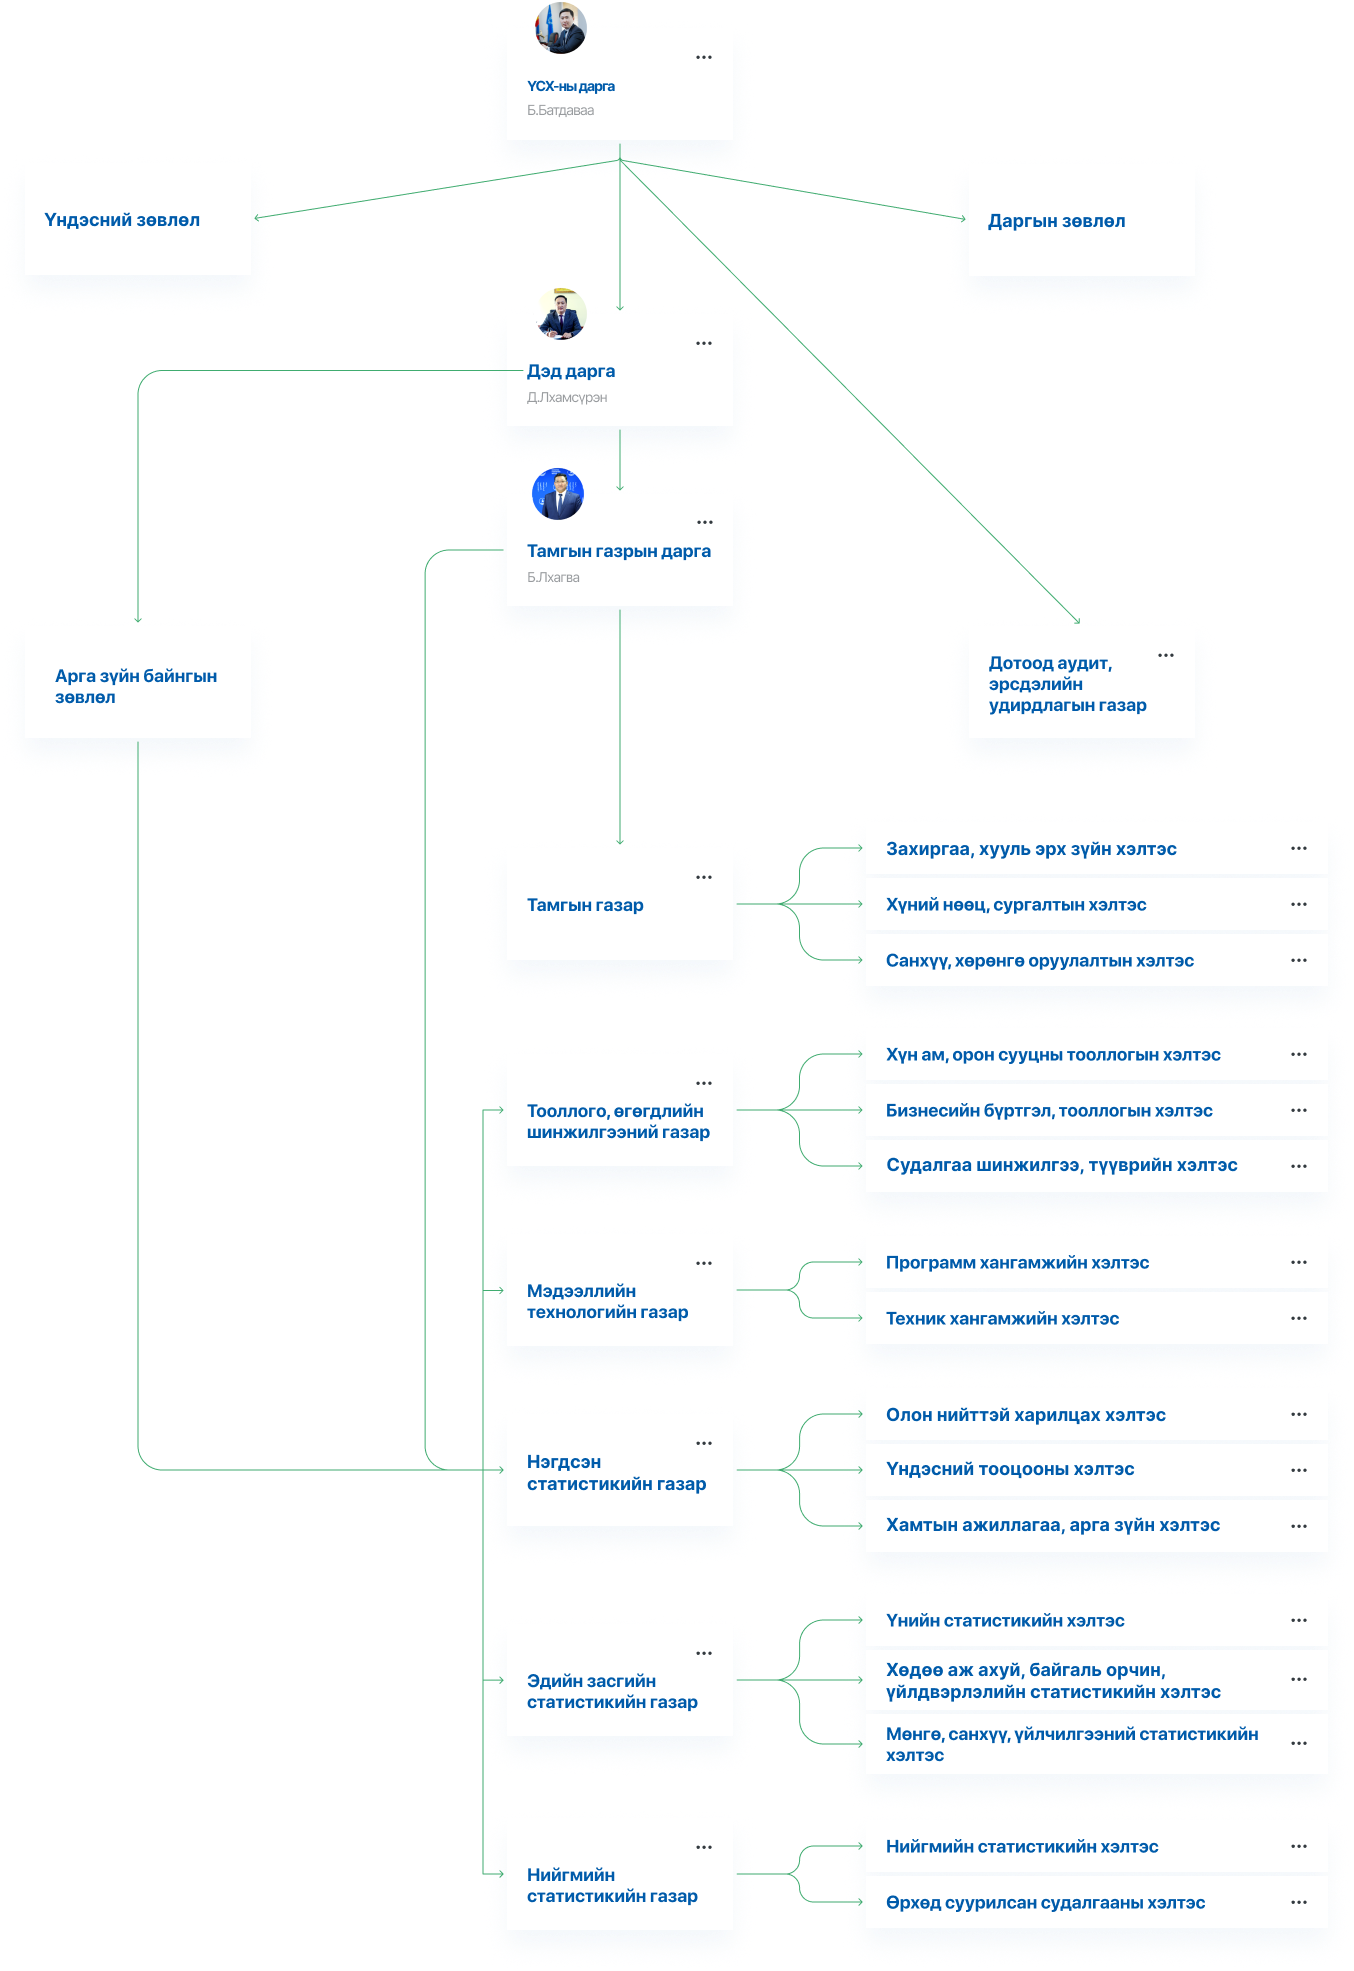 ҮСХ-ны дарга
Б.Батдаваа
Үндэсний зөвлөл
Даргын зөвлөл
Дэд дарга
Д.Лхамсүрэн
Тамгын газрын дарга
Б.Лхагва
Арга зүйн байнгын
зөвлөл
Дотоод аудит,
эрсдэлийн
удирдлагын газар
Тамгын газар
Захиргаа, хууль эрх зүйн хэлтэс
Хүний нөөц, сургалтын хэлтэс
Санхүү, хөрөнгө оруулалтын хэлтэс
Тооллого, өгөгдлийн
шинжилгээний газар
Хүн ам, орон сууцны тооллогын хэлтэс
Бизнесийн бүртгэл, тооллогын хэлтэс
Судалгаа шинжилгээ, түүврийн хэлтэс
Мэдээллийн
технологийн газар
Программ хангамжийн хэлтэс
Техник хангамжийн хэлтэс
Нэгдсэн
статистикийн газар
Олон нийттэй харилцах хэлтэс
Үндэсний тооцооны хэлтэс
Хамтын ажиллагаа, арга зүйн хэлтэс
Эдийн засгийн
статистикийн газар
Үнийн статистикийн хэлтэс
Хөдөө аж ахуй, байгаль орчин,
үйлдвэрлэлийн статистикийн хэлтэс
Мөнгө, санхүү, үйлчилгээний статистикийн
хэлтэс
Нийгмийн
статистикийн газар
Нийгмийн статистикийн хэлтэс
Өрхөд суурилсан судалгааны хэлтэс